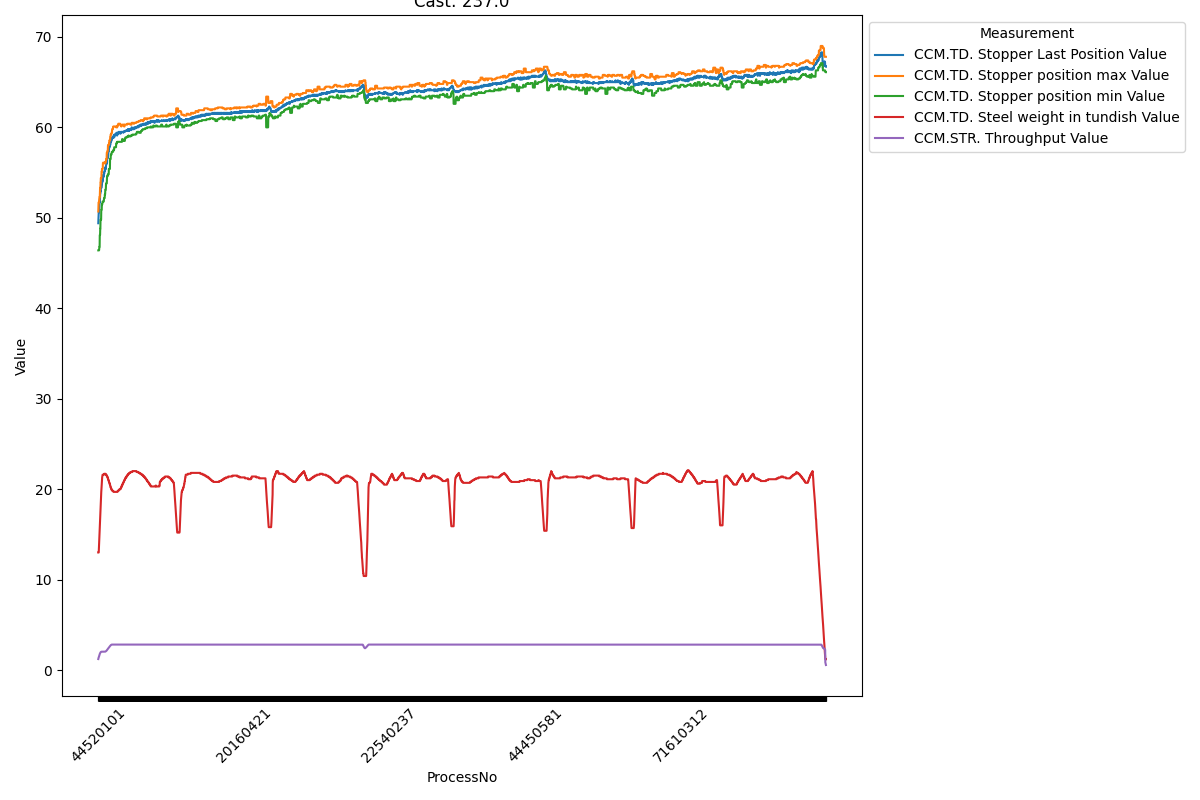 Cast: 237.0
Measurement
CCM.TD. Stopper Last Position Value
CCM.TD. Stopper position max Value
CCM.TD. Stopper position min Value
CCM.TD. Steel weight in tundish Value
CCM.STR. Throughput Value
70
60
50
40
30
20
10
0
Value
44520101
20160421
22540237
44450581
71610312
ProcessNo